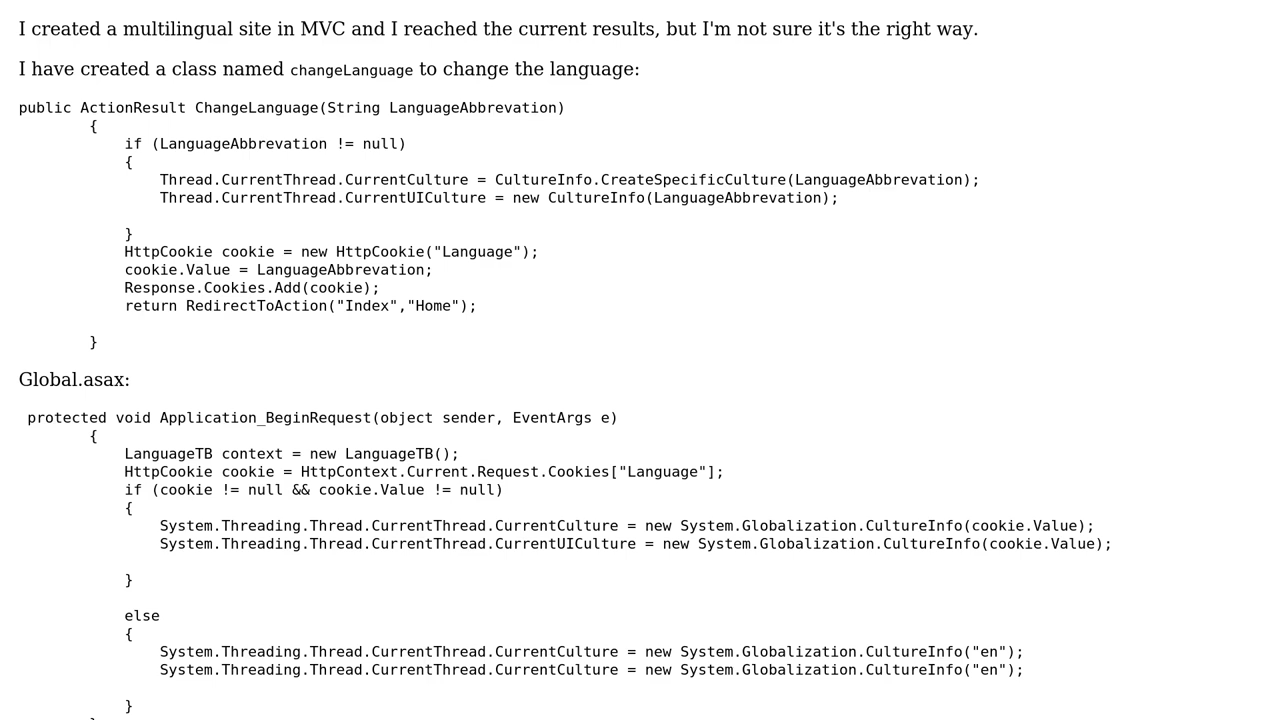 I created a multilingual site in MVC and I reached the current results, but I'm not sure it's the right way.
I have created a class named changeLanguage to change the language:
public ActionResult ChangeLanguage(String LanguageAbbrevation)
        {
            if (LanguageAbbrevation != null)
            {
                Thread.CurrentThread.CurrentCulture = CultureInfo.CreateSpecificCulture(LanguageAbbrevation);
                Thread.CurrentThread.CurrentUICulture = new CultureInfo(LanguageAbbrevation);
            }
            HttpCookie cookie = new HttpCookie("Language");
            cookie.Value = LanguageAbbrevation;
            Response.Cookies.Add(cookie);
            return RedirectToAction("Index","Home");
        }
Global.asax:
 protected void Application_BeginRequest(object sender, EventArgs e)
        {
            LanguageTB context = new LanguageTB();
            HttpCookie cookie = HttpContext.Current.Request.Cookies["Language"];
            if (cookie != null && cookie.Value != null)
            {
                System.Threading.Thread.CurrentThread.CurrentCulture = new System.Globalization.CultureInfo(cookie.Value);
                System.Threading.Thread.CurrentThread.CurrentUICulture = new System.Globalization.CultureInfo(cookie.Value);
            }
            else
            {
                System.Threading.Thread.CurrentThread.CurrentCulture = new System.Globalization.CultureInfo("en");
                System.Threading.Thread.CurrentThread.CurrentCulture = new System.Globalization.CultureInfo("en");
            }